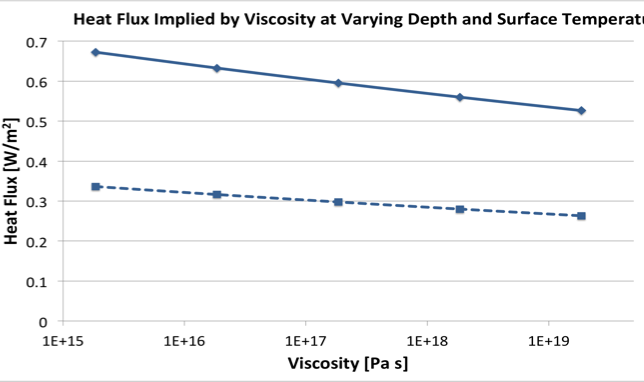 Heat Flux Implied by Viscosity at Varying Depth and Surface
Heat Flux [W/m²]
0.7
0.6
0.5
0.4
0.3
0.2
0.1
0
1E+15 1E+16 1E+17 1E+18 1E+19
Viscosity [Pa s]